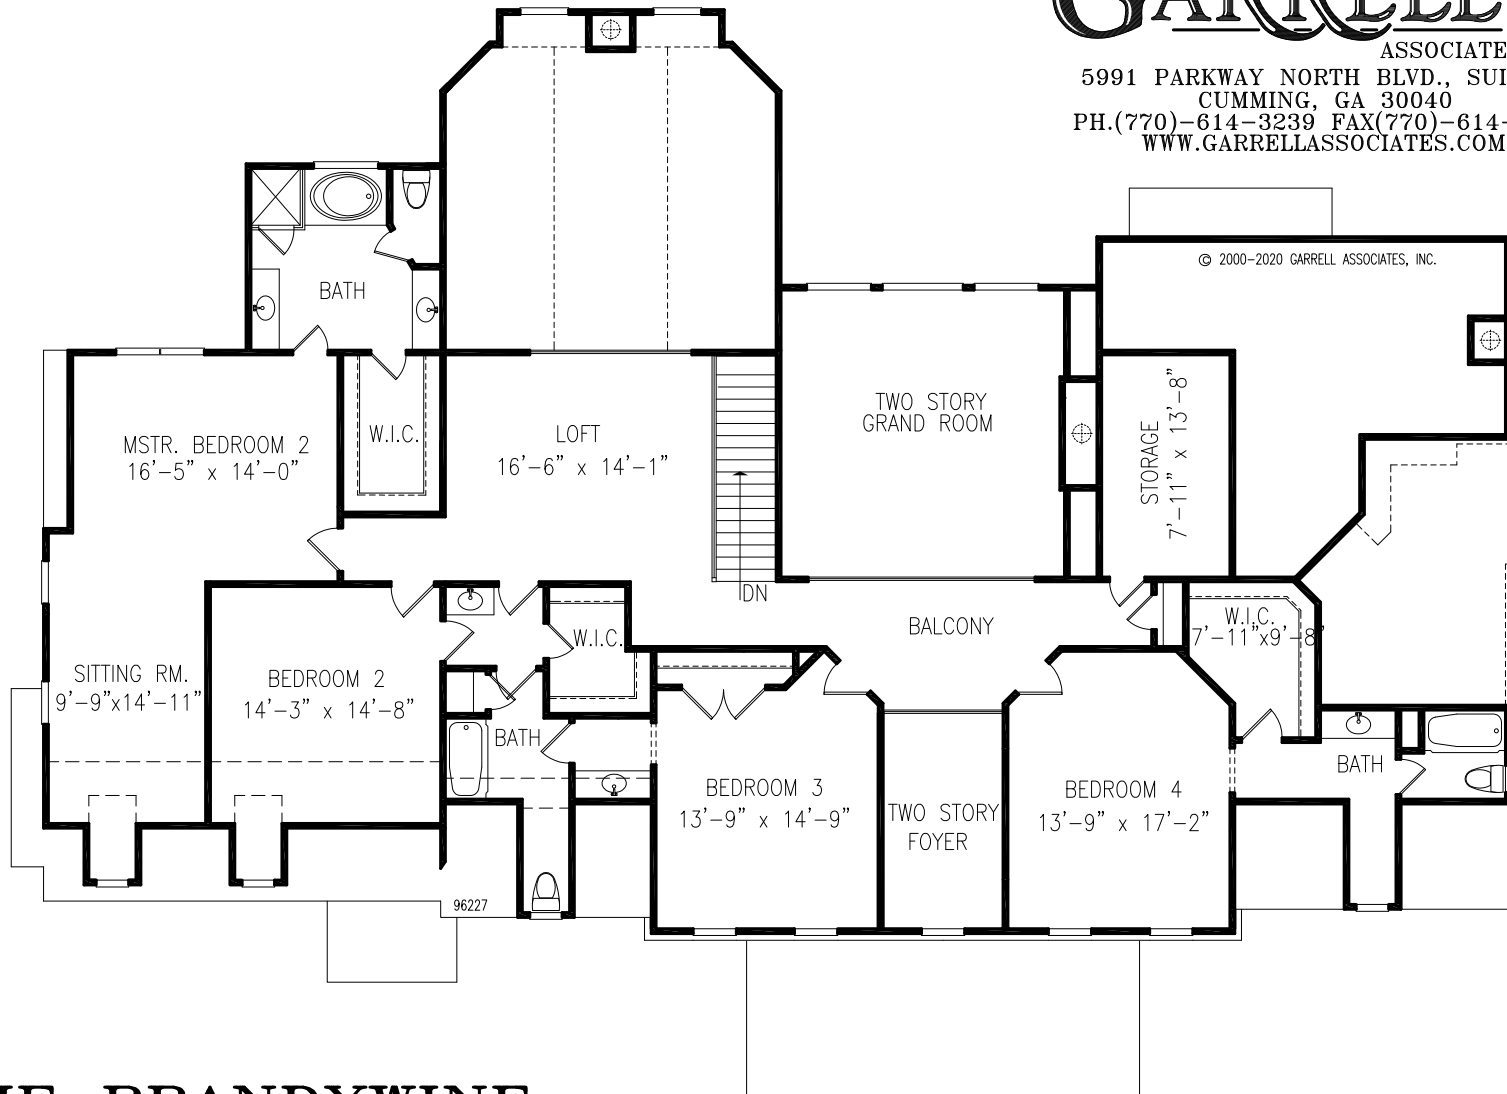 GARRELL
ASSOCIATE
5991 PARKWAY NORTH BLVD., SUI
CUMMING, GA 30040
PH.(770)-614-3239 FAX(770)-614-
WWW.GARRELLASSOCIATES.COM
© 2000-2020 GARRELL ASSOCIATES, INC.
BATH
MSTR. BEDROOM 2
16'-5" x 14'-0"
W.I.C.
LOFT
16'-6" x 14'-1"
TWO STORY
GRAND ROOM
STORAGE
7'-11" x 13'-8"
DN
BALCONY
W.I.C.
7'-11"x9'-8"
W.I.C.
SITTING RM.
9'-9"x14'-11"
BEDROOM 2
14'-3" x 14'-8"
BATH
BEDROOM 3
13'-9" x 14'-9"
TWO STORY
FOYER
BEDROOM 4
13'-9" x 17'-2"
BATH
96227
HE BRANDYWINE